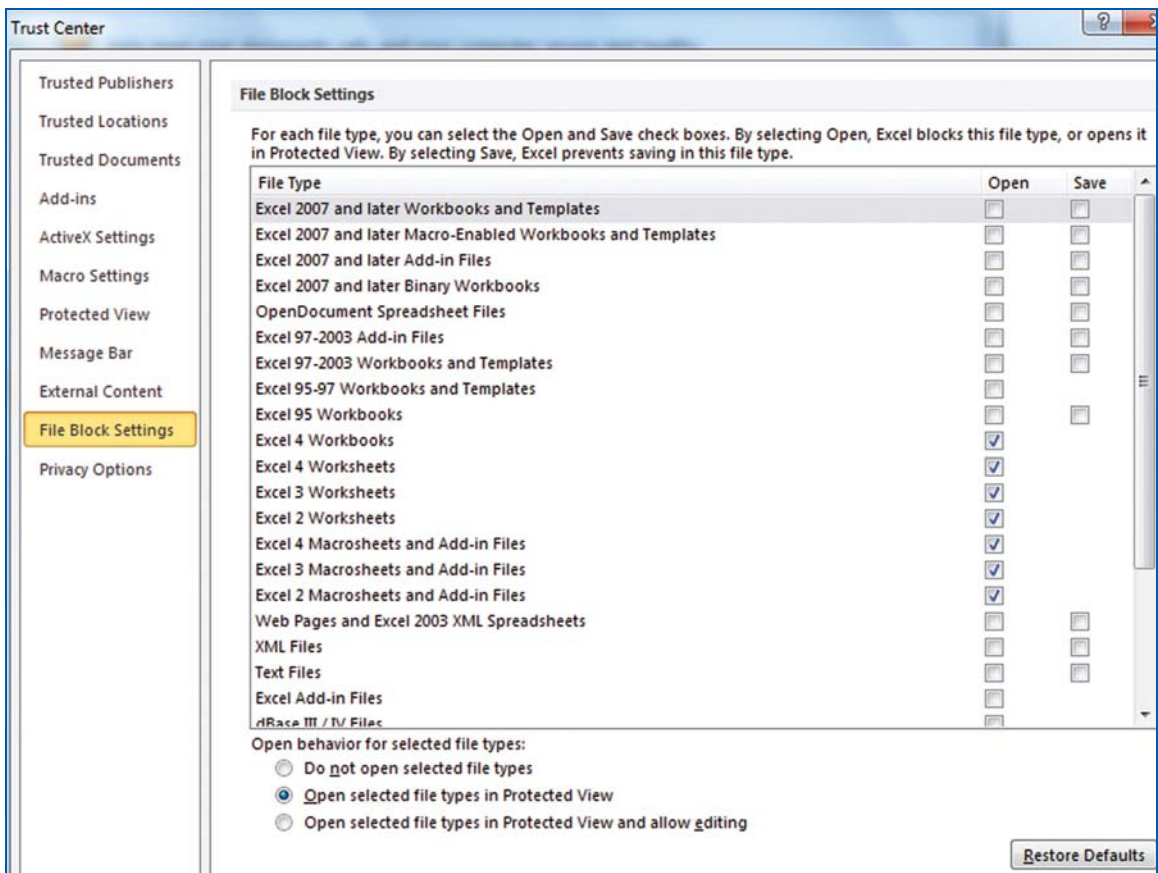 Trust Center
Trusted Publishers
Trusted Locations
Trusted Documents
Add-ins
ActiveX Settings
Macro Settings
Protected View
Message Bar
External Content
File Block Settings
Privacy Options
File Block Settings
For each file type, you can select the Open and Save check boxes. By selecting Open, Excel blocks this file type, or opens it
in Protected View. By selecting Save, Excel prevents saving in this file type.
File Type Open Save
Excel 2007 and later Workbooks and Templates
Excel 2007 and later Macro-Enabled Workbooks and Templates
Excel 2007 and later Add-in Files
Excel 2007 and later Binary Workbooks
OpenDocument Spreadsheet Files
Excel 97-2003 Add-in Files
Excel 97-2003 Workbooks and Templates
Excel 95-97 Workbooks and Templates
Excel 95 Workbooks
Excel 4 Workbooks
Excel 4 Worksheets
Excel 3 Worksheets
Excel 2 Worksheets
Excel 4 Macrosheets and Add-in Files
Excel 3 Macrosheets and Add-in Files
Excel 2 Macrosheets and Add-in Files
Web Pages and Excel 2003 XML Spreadsheets
XML Files
Text Files
Excel Add-in Files
dBase III / IV Files
Open behavior for selected file types:
Do not open selected file types
Open selected file types in Protected View
Open selected file types in Protected View and allow editing
Restore Defaults